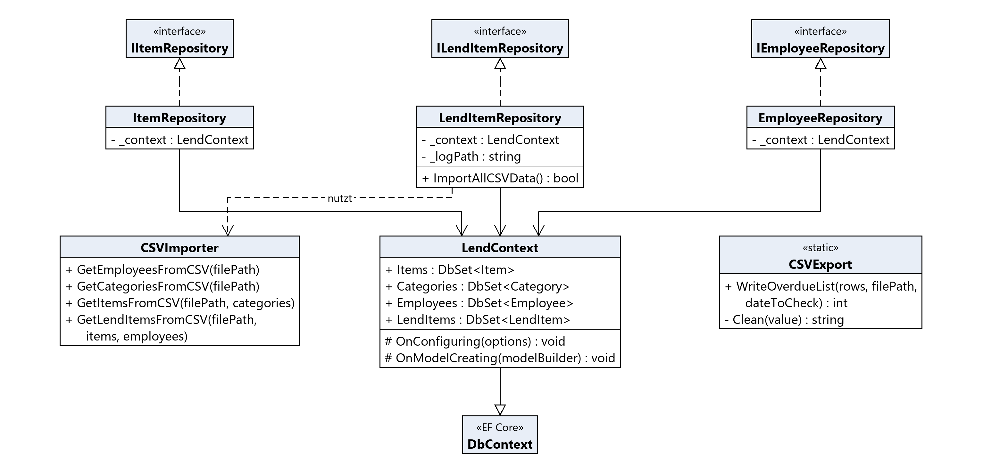 «interface»
IItemRepository
«interface»
ILendItemRepository
«interface»
IEmployeeRepository
ItemRepository
- _context : LendContext
LendItemRepository
- _context : LendContext
- _logPath : string
+ ImportAllCSVData() : bool
EmployeeRepository
- _context : LendContext
nutzt
CSVImporter
+ GetEmployeesFromCSV(filePath)
+ GetCategoriesFromCSV(filePath)
+ GetItemsFromCSV(filePath, categories)
+ GetLendItemsFromCSV(filePath,
items, employees)
LendContext
+ Items : DbSet<Item>
+ Categories : DbSet<Category>
+ Employees : DbSet<Employee>
+ LendItems : DbSet<LendItem>
# OnConfiguring(options) : void
# OnModelCreating(modelBuilder) : void
«static»
CSVExport
+ WriteOverdueList(rows, filePath,
dateToCheck) : int
- Clean(value) : string
«EF Core»
DbContext